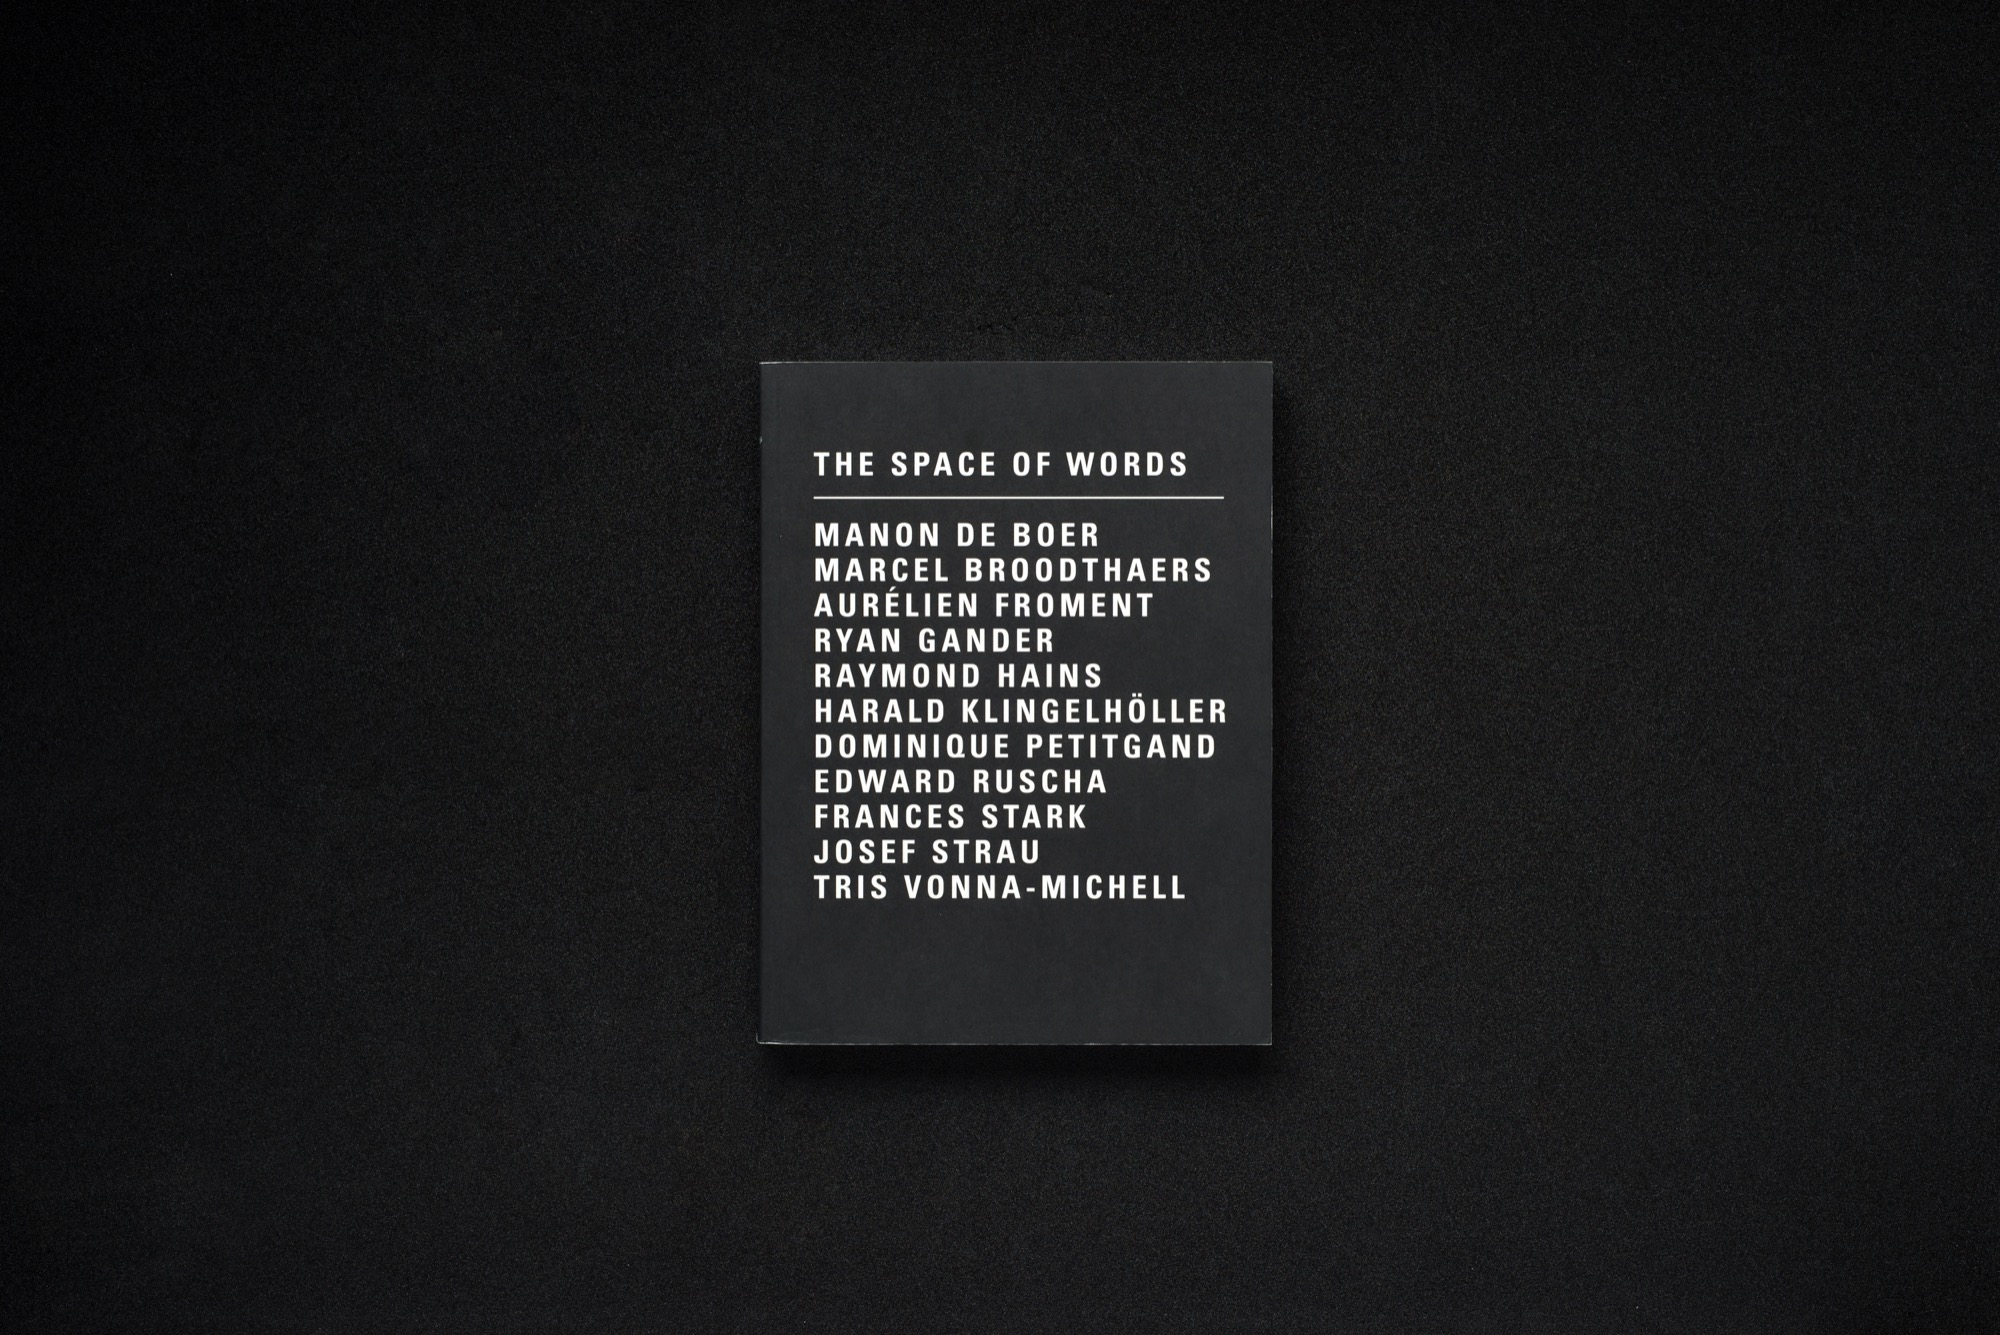 THE SPACE OF WORDS
MANON DE BOER
MARCEL BROODTHAERS
AURÉLIEN FROMENT
RYAN GANDER
RAYMOND HAINS
HARALD KLINGELHÖLLER
DOMINIQUE PETITGAND
EDWARD RUSCHA
FRANCES STARK
JOSEF STRAU
TRIS VONNA-MICHELL